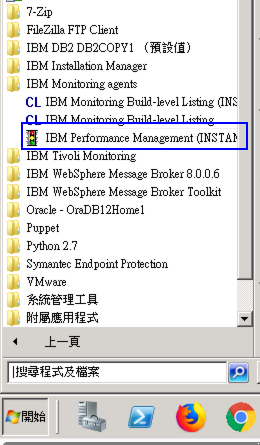 7-Zip
FileZilla FTP Client
IBM DB2 DB2COPY1 (預設值)
IBM Installation Manager
IBM Monitoring agents
CL IBM Monitoring Build-level Listing (INS
CL IBM Monitoring Build-level Listing
IBM Performance Management (INSTAN
IBM Tivoli Monitoring
IBM WebSphere Message Broker 8.0.0.6
IBM WebSphere Message Broker Toolkit
Oracle - OraDB12Home1
Puppet
Python 2.7
Symantec Endpoint Protection
VMware
系統管理工具
附屬應用程式
上一頁
搜尋程式及檔案
開始